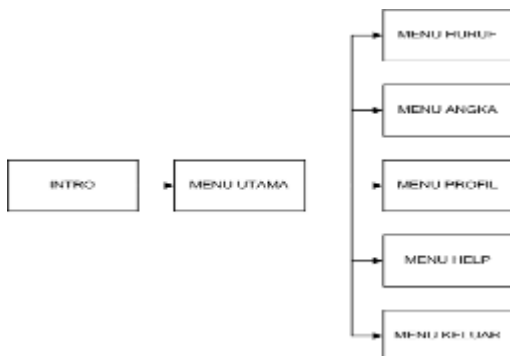 MENU HURUF
MENU ANGKA
INTRO
MENU UTAMA
MENU PROFIL
MENU HELP
MENU KELUAR